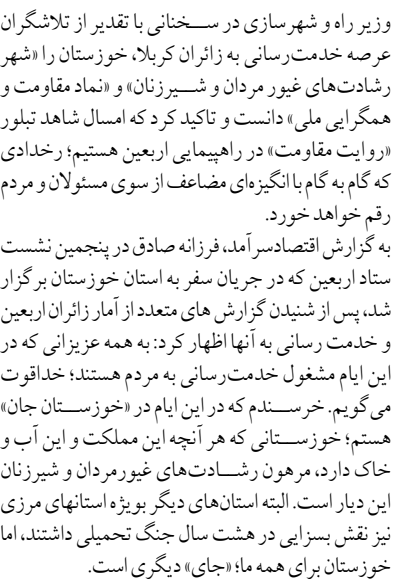 وزیر راه و شهرسازی در سـخنانی با تقدیر از تلاشگران
عرصه خدمت‌رسانی به زائران کربلا، خوزستان را «شهر
رشادت‌های غیور مردان و شـیرزنان» و «نماد مقاومت و
همگرایی ملی» دانست و تاکید کرد که امسال شاهد تبلور
«روایت مقاومت» در راهپیمایی اربعین هستیم؛ رخدادی
که گام به گام با انگیزه‌ای مضاعف از سوی مسئولان و مردم
رقم خواهد خورد.
به گزارش اقتصادسرآمد، فرزانه صادق در پنجمین نشست
ستاد اربعین که در جریان سفر به استان خوزستان برگزار
شد، پس از شنیدن گزارش های متعدد از آمار زائران اربعین
و خدمت رسانی به آنها اظهار کرد: به همه عزیزانی که در
این ایام مشغول خدمت‌رسانی به مردم هستند؛ خداقوت
می‌گویم. خرسـندم که در این ایام در «خوزسـتان جان»
هستم؛ خوزسـتانی که هر آنچه این مملکت و این آب و
خاک دارد، مرهون رشـادت‌های غیورمردان و شیرزنان
این دیار است. البته استان‌های دیگر بویژه استانهای مرزی
نیز نقش بسزایی در هشت سال جنگ تحمیلی داشتند، اما
خوزستان برای همه ما؛ «جای» دیگری است.